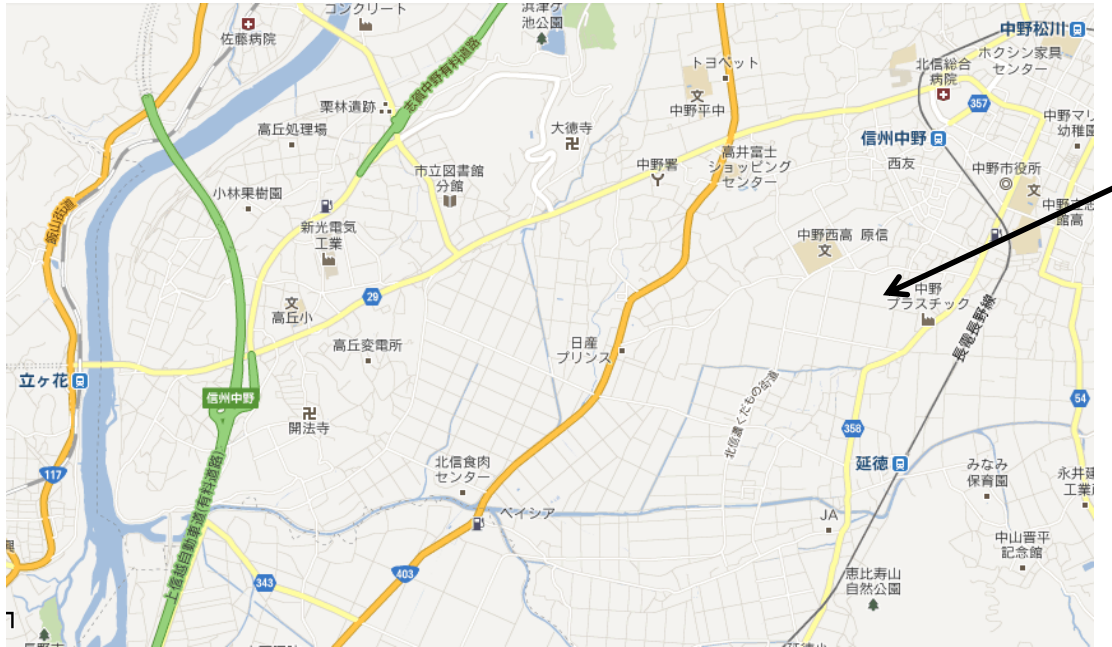 コンクリート
佐藤病院
浜津ケ
池公園
志賀中野有料道路
トヨペット
中野松川
ホクシン家具
センター
北信総合
病院
357
栗林遺跡
高丘処理場
大徳寺
中野平中
中野マリ
幼稚園
信州中野
西友
中野市役所
市立図書館
分館
中野署
高井富士
ショッピング
センター
小林果樹園
飯山街道
新光電気
工業
中野西高
原信
館高
29
高丘小
中野
プラスチック
高丘変電所
日産
プリンス
長電長野線
立ヶ花
信州中野
開法寺
北信濃くだもの街道
54
358
延徳
117
北信食肉
センター
みなみ
保育園
永井建
工業
上信越自動車道(有料道路)
ベイシア
JA
中山晋平
記念館
343
403
恵比寿山
自然公園
延徳小